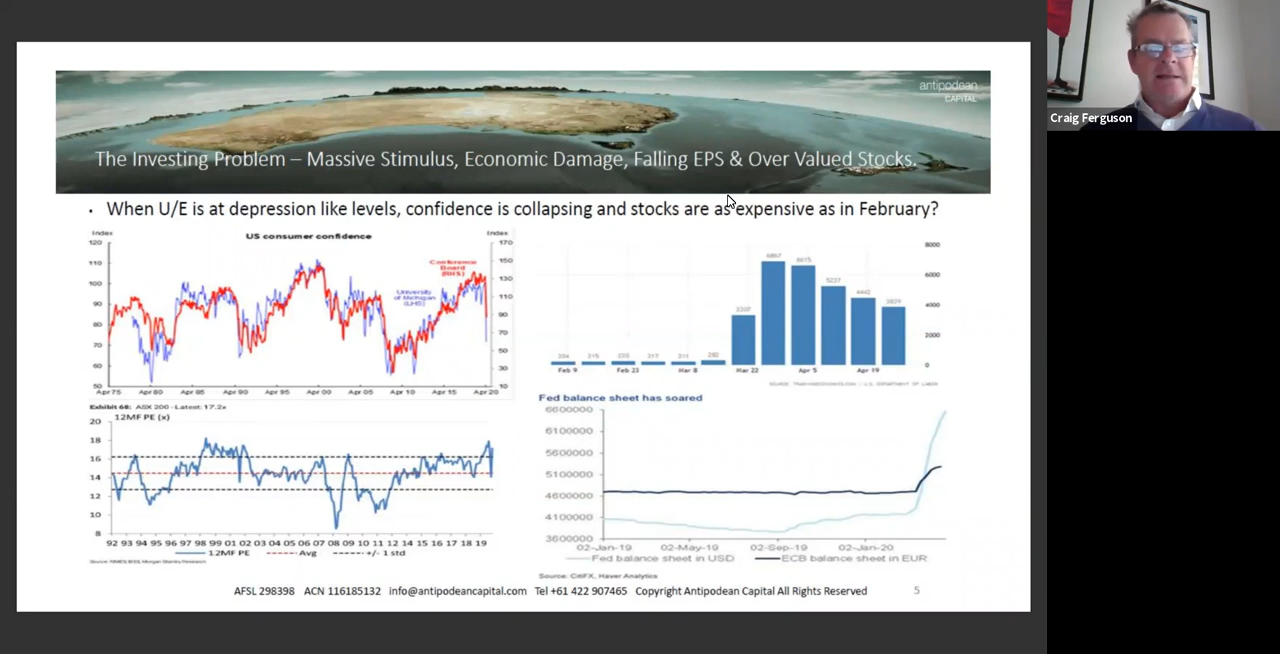 Craig Ferguson
antipodean
CAPITAL
The Investing Problem – Massive Stimulus, Economic Damage, Falling EPS & Over Valued Stocks.
• When U/E is at depression like levels, confidence is collapsing and stocks are as expensive as in February?
Index US consumer confidence Index
120 170
110 150
100 130
90 110
80 90
70 70
60 50
50 10
Conference
Board
(RHS)
University
of Michigan
(LHS)
Apr 75 Apr 80 Apr 85 Apr 90 Apr 95 Apr 00 Apr 05 Apr 10 Apr 15 Apr 20
8000
6000
4000
2000
0
217 211 282 6867 6615 5237 4442 3839
Feb 9 Feb 23 Mar 8 Mar 22 Apr 5 Apr 19
Exhibit 68: ASX 200 - Latest: 17.2x
12MF PE (x)
20
18
16
14
12
10
8
92 93 94 95 96 97 98 99 00 01 02 03 04 05 06 07 08 09 10 11 12 13 14 15 16 17 18 19
12MF PE Avg +/- 1 std
Morgan Stanley Research
Fed balance sheet has soared
6600000
6100000
5600000
5100000
4600000
4100000
3600000
02-Jan-19 02-May-19 02-Sep-19 02-Jan-20
Fed balance sheet in USD ECB balance sheet in EUR
Source: CitiFX, Haver Analytics
AFSL 298398 ACN 116185132 info@antipodeancapital.com Tel +61 422 907465 Copyright Antipodean Capital All Rights Reserved 5